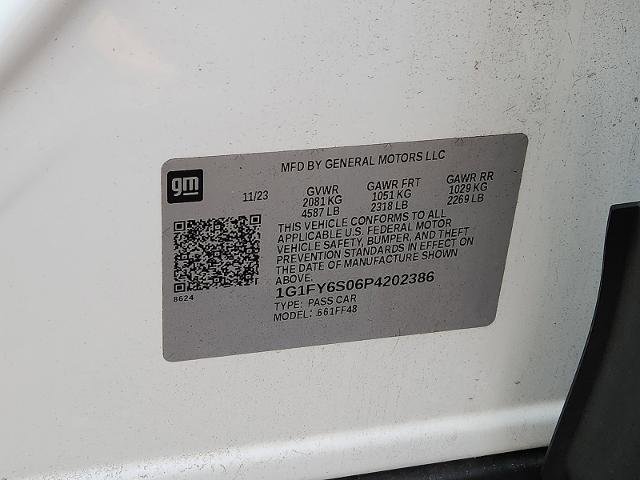 MFD BY GENERAL MOTORS LLC
gm
11/23 GVWR GAWR FRT GAWR RR
2081 KG 1051 KG 1029 KG
4587 LB 2318 LB 2269 LB
THIS VEHICLE CONFORMS TO ALL
APPLICABLE U.S. FEDERAL MOTOR
VEHICLE SAFETY, BUMPER, AND THEFT
PREVENTION STANDARDS IN EFFECT ON
THE DATE OF MANUFACTURE SHOWN
ABOVE.
8624
1G1FY6S06P4202386
TYPE: PASS CAR
MODEL: 661FF48